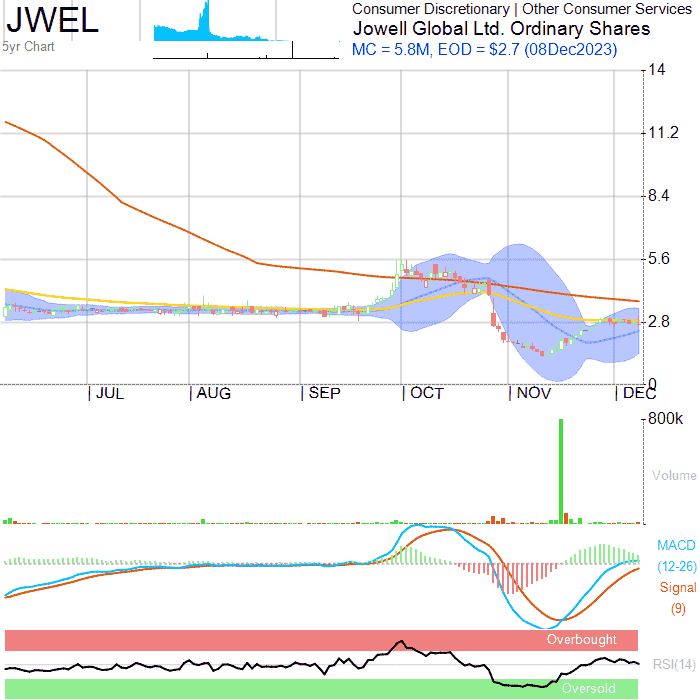 JWEL
5yr Chart
Consumer Discretionary | Other Consumer Services
Jowell Global Ltd. Ordinary Shares
MC = 5.8M, EOD = $2.7 (08Dec2023)
14
11.2
8.4
5.6
2.8
0
JUL AUG SEP OCT NOV DEC
800k
Volume
MACD
(12-26)
Signal
(9)
Overbought
RSI(14)
Oversold